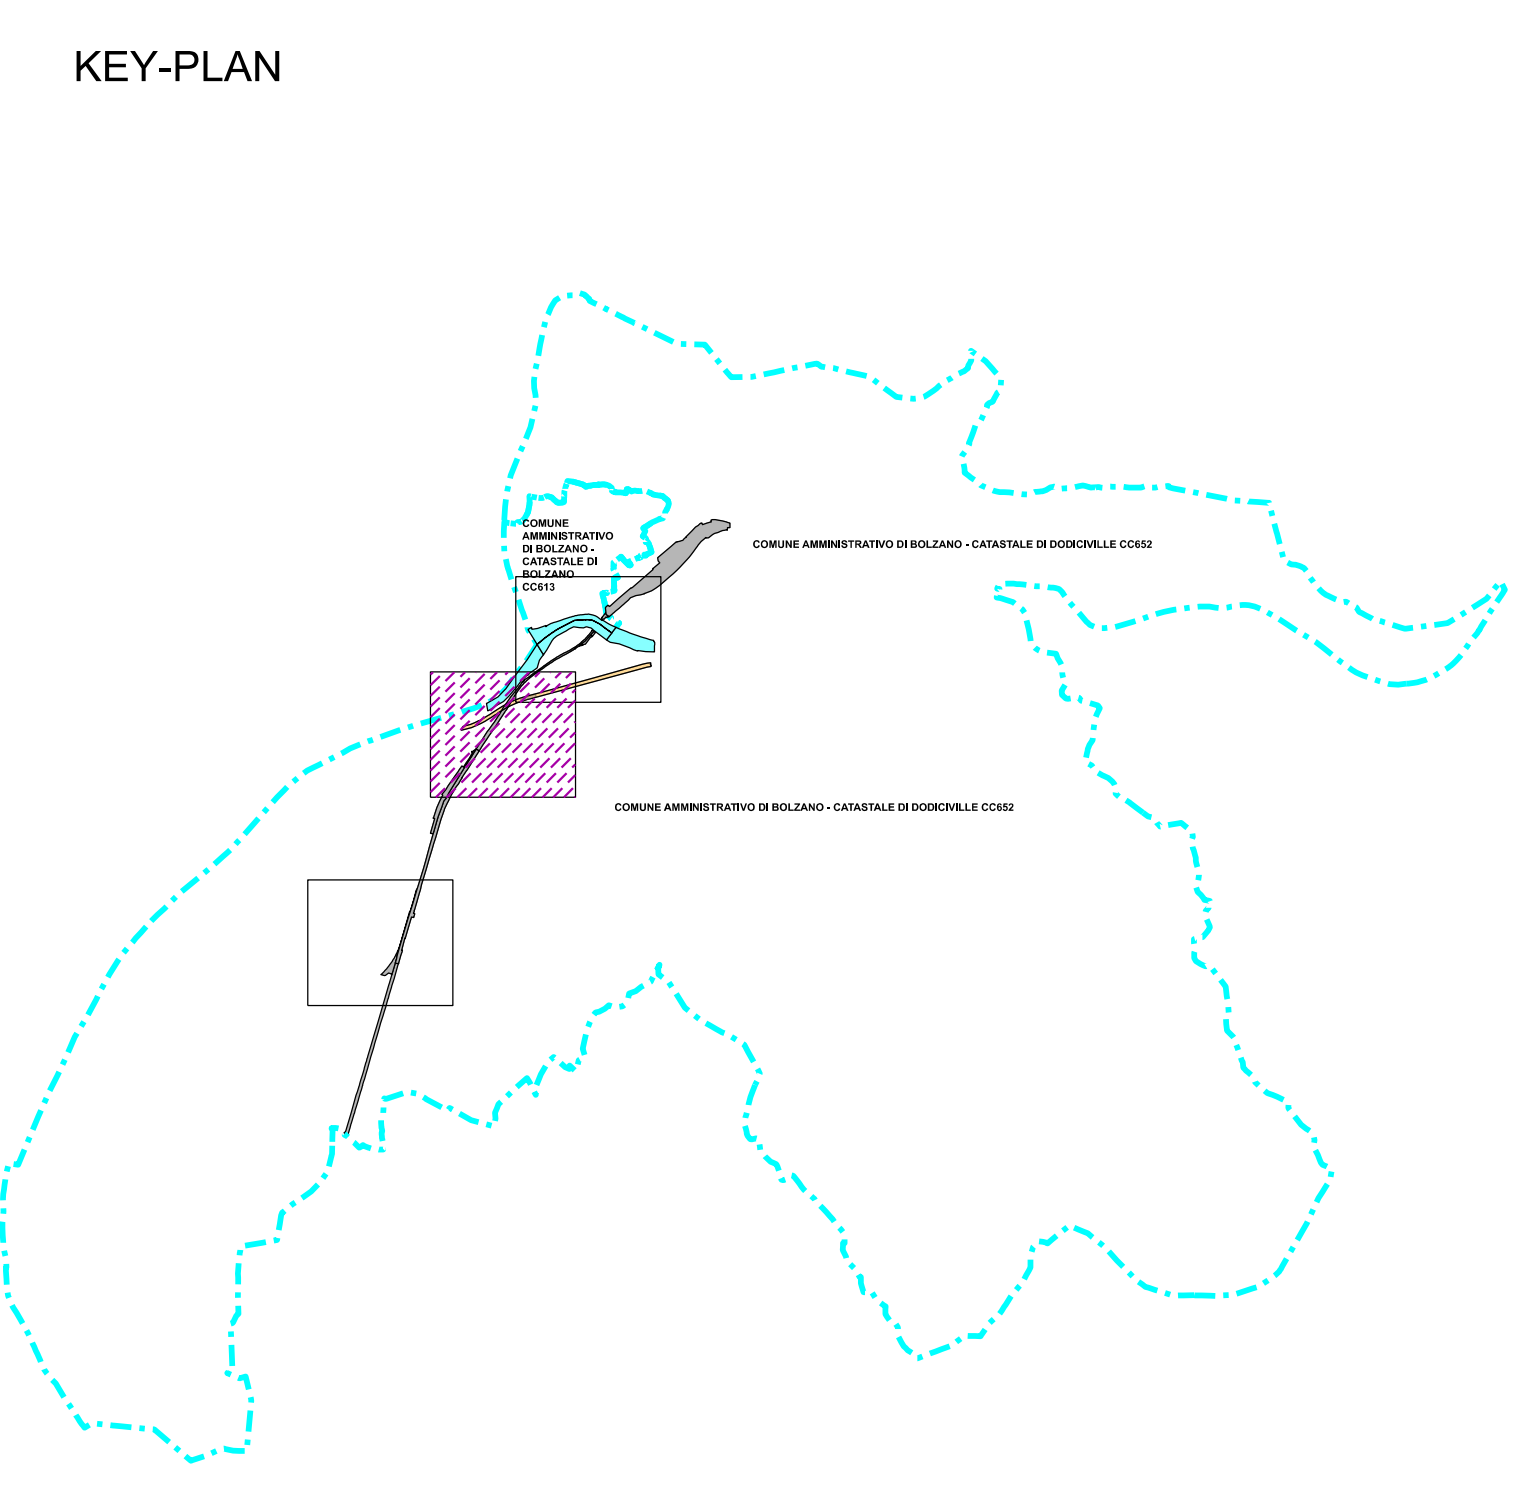 KEY-PLAN
COMUNE
AMMINISTRATIVO
DI BOLZANO -
CATASTALE DI
BOLZANO
CC613
COMUNE AMMINISTRATIVO DI BOLZANO - CATASTALE DI DODICIVILLE CC652
COMUNE AMMINISTRATIVO DI BOLZANO - CATASTALE DI DODICIVILLE CC652